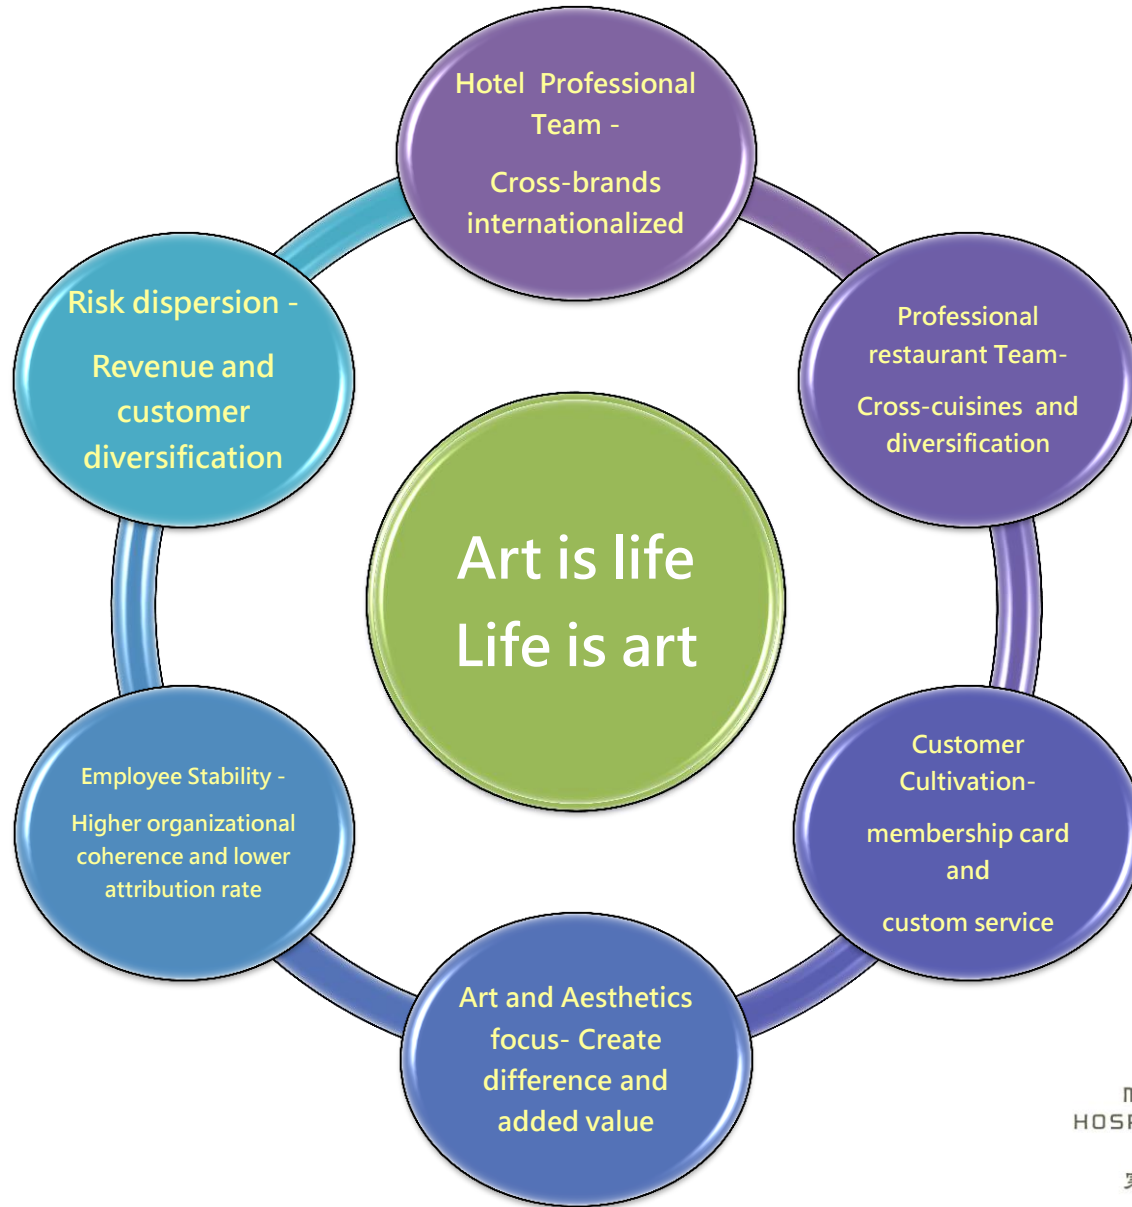 Hotel Professional
Team -
Cross-brands
internationalized
Professional
restaurant Team-
Cross-cuisines and
diversification
Customer
Cultivation-
membership card
and
custom service
Art and Aesthetics
focus- Create
difference and
added value
Employee Stability -
Higher organizational
coherence and lower
attribution rate
Risk dispersion -
Revenue and
customer
diversification
Art is life
Life is art